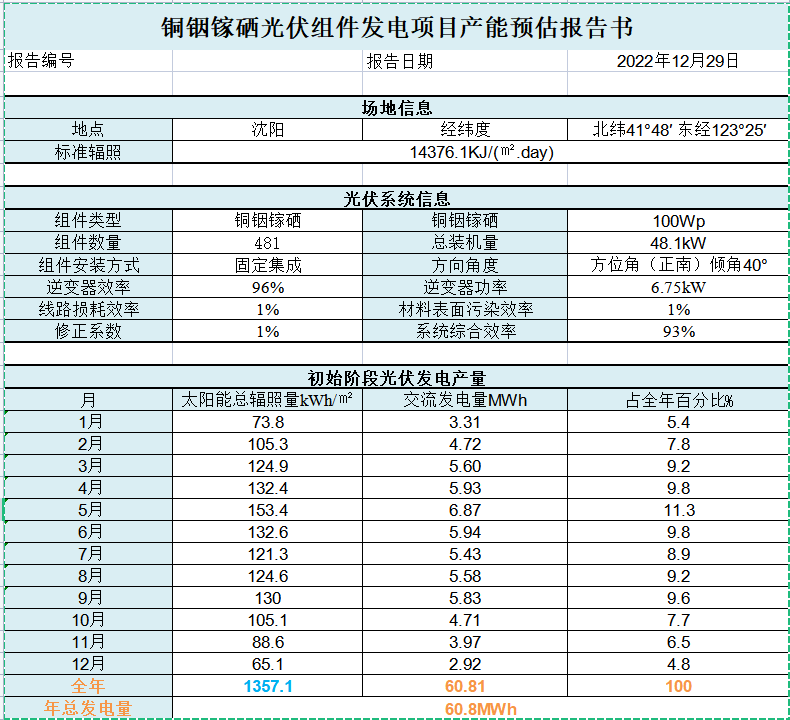 铜铟镓硒光伏组件发电项目产能预估报告书
报告编号 报告日期 2022年12月29日
场地信息
地点 沈阳 经纬度 北纬41°48′ 东经123°25′
标准辐照 14376.1KJ/(㎡.day)
光伏系统信息
组件类型 铜铟镓硒 铜铟镓硒 100Wp
组件数量 481 总装机量 48.1kW
组件安装方式 固定集成 方向角度 方位角（正南）倾角40°
逆变器效率 96% 逆变器功率 6.75kW
线路损耗效率 1% 材料表面污染效率 1%
修正系数 1% 系统综合效率 93%
初始阶段光伏发电产量
月 太阳能总辐照量kWh/㎡ 交流发电量MWh 占全年百分比%
1月 73.8 3.31 5.4
2月 105.3 4.72 7.8
3月 124.9 5.60 9.2
4月 132.4 5.93 9.8
5月 153.4 6.87 11.3
6月 132.6 5.94 9.8
7月 121.3 5.43 8.9
8月 124.6 5.58 9.2
9月 130 5.83 9.6
10月 105.1 4.71 7.7
11月 88.6 3.97 6.5
12月 65.1 2.92 4.8
全年 1357.1 60.81 100
年总发电量 60.8MWh